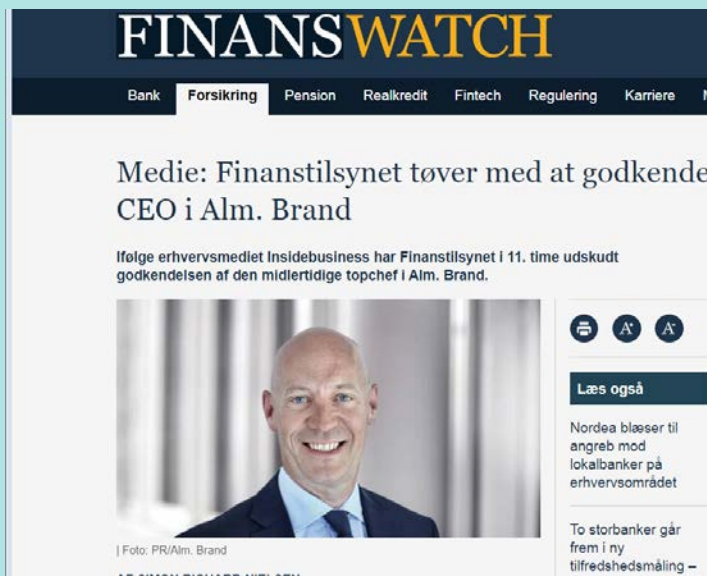 FINANSWATCH
Bank Forsikring Pension Realkredit Fintech Regulering Karriere
Medie: Finanstilsynet tøver med at godkende
CEO i Alm. Brand
Ifølge erhvervsmediet Insidebusiness har Finanstilsynet i 11. time udskudt
godkendelsen af den midlertidige topchef i Alm. Brand.
| Foto: PR/Alm. Brand
Læs også
Nordea blæser til
angreb mod
lokalbanker på
erhvervsområdet
To storbanker går
frem i ny
tilfredshedsmåling –